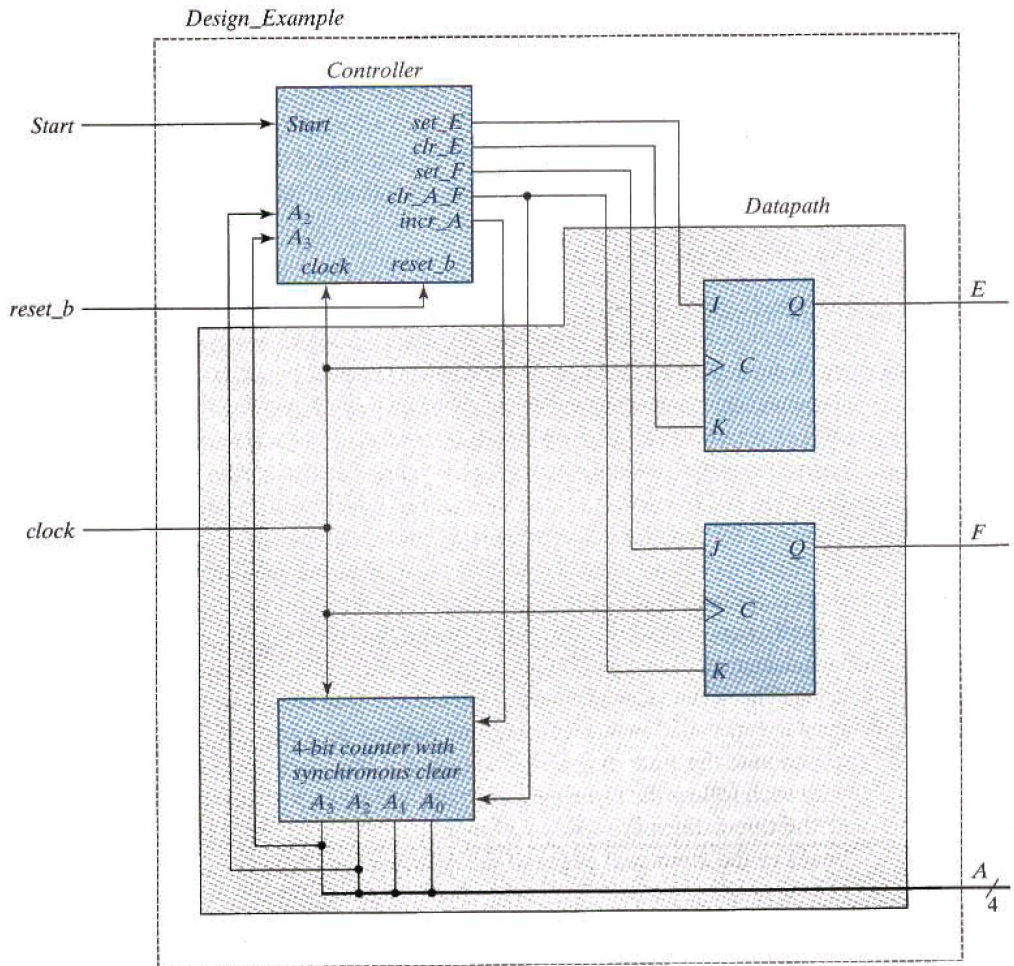 Design_Example
Controller
Start
Start
set_E
clr_E
set_F
clr_A_F
incr_A
A2
A3
clock
reset_b
reset_b
Datapath
J
Q
C
K
E
clock
J
Q
C
K
F
4-bit counter with
synchronous clear
A3 A2 A1 A0
A
4